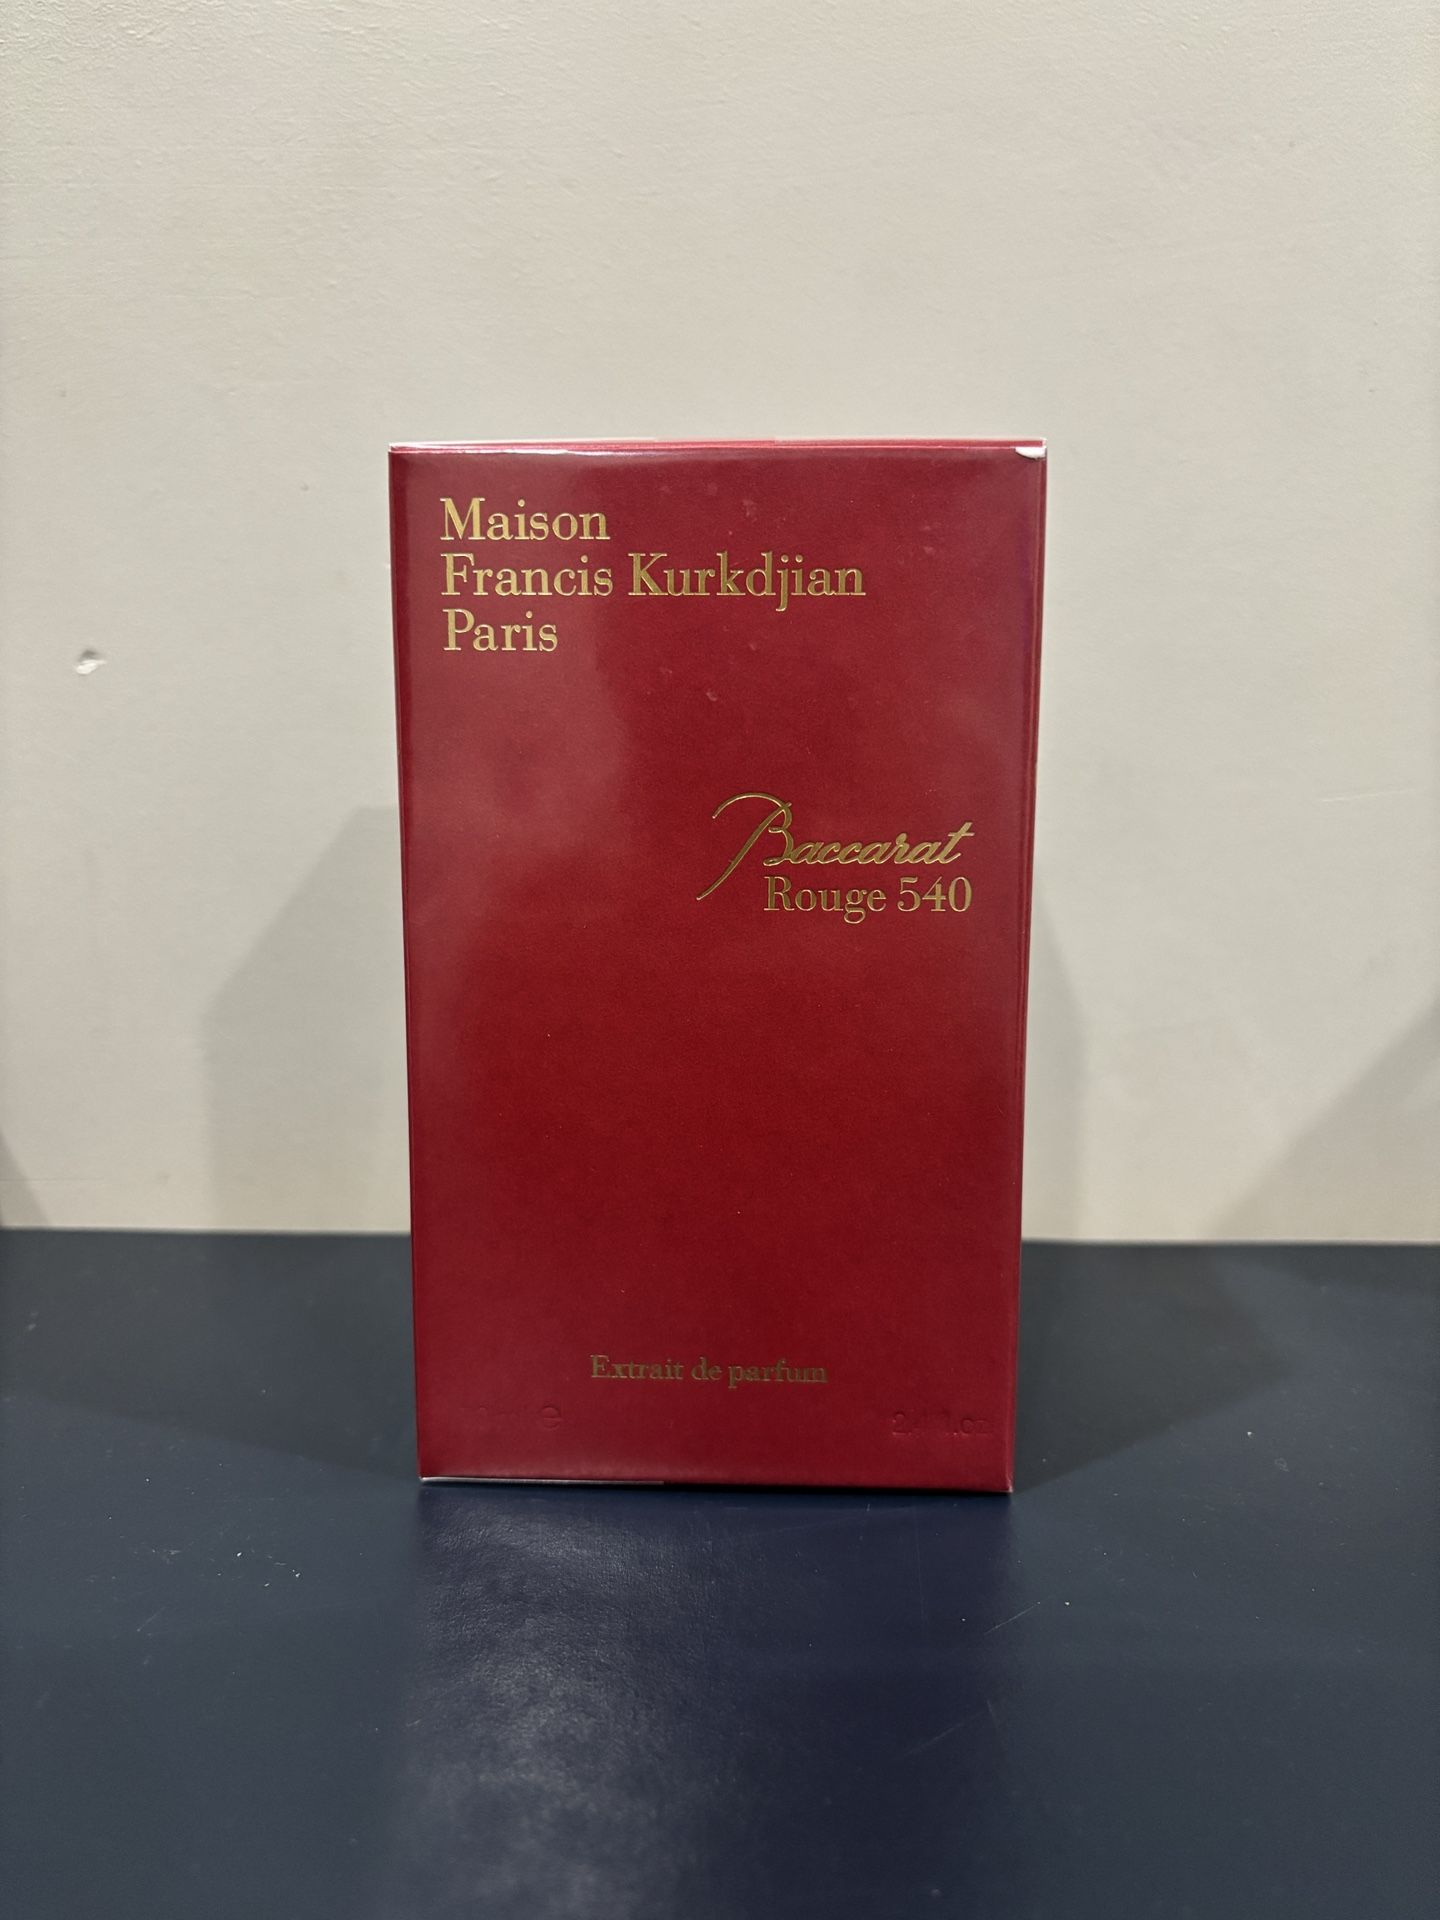 Maison
Francis Kurkdjian
Paris
Baccarat
Rouge 540
Extrait de parfum